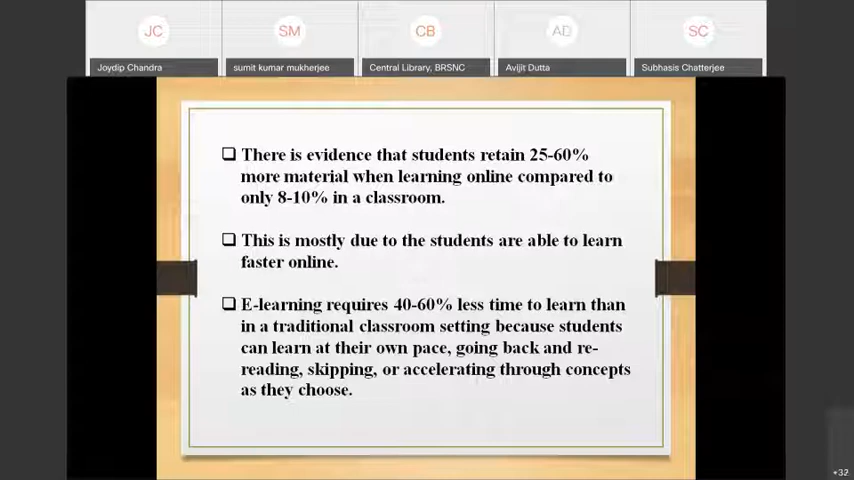 JC
SM
CB
AD
SC
Joydip Chandra
sumit kumar mukherjee
Central Library, BRSNC
Avijit Dutta
Subhasis Chatterjee
There is evidence that students retain 25-60%
more material when learning online compared to
only 8-10% in a classroom.
This is mostly due to the students are able to learn
faster online.
E-learning requires 40-60% less time to learn than
in a traditional classroom setting because students
can learn at their own pace, going back and re-
reading, skipping, or accelerating through concepts
as they choose.
+32